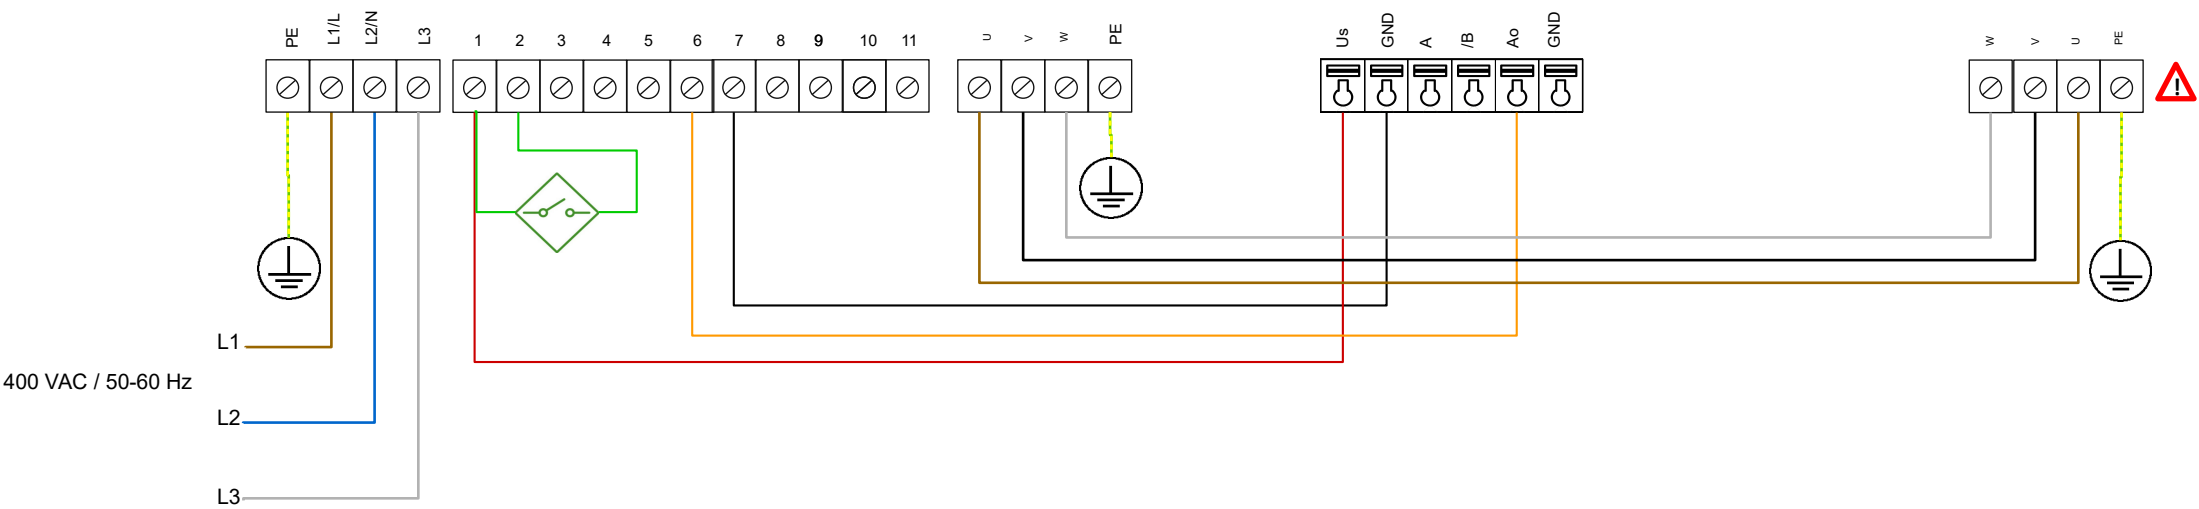 PE L1/L L2/N L3 1 2 3 4 5 6 7 8 9 10 11 U V W PE Us GND A /B Ao GND W V U PE
L1
400 VAC / 50-60 Hz
L2
L3